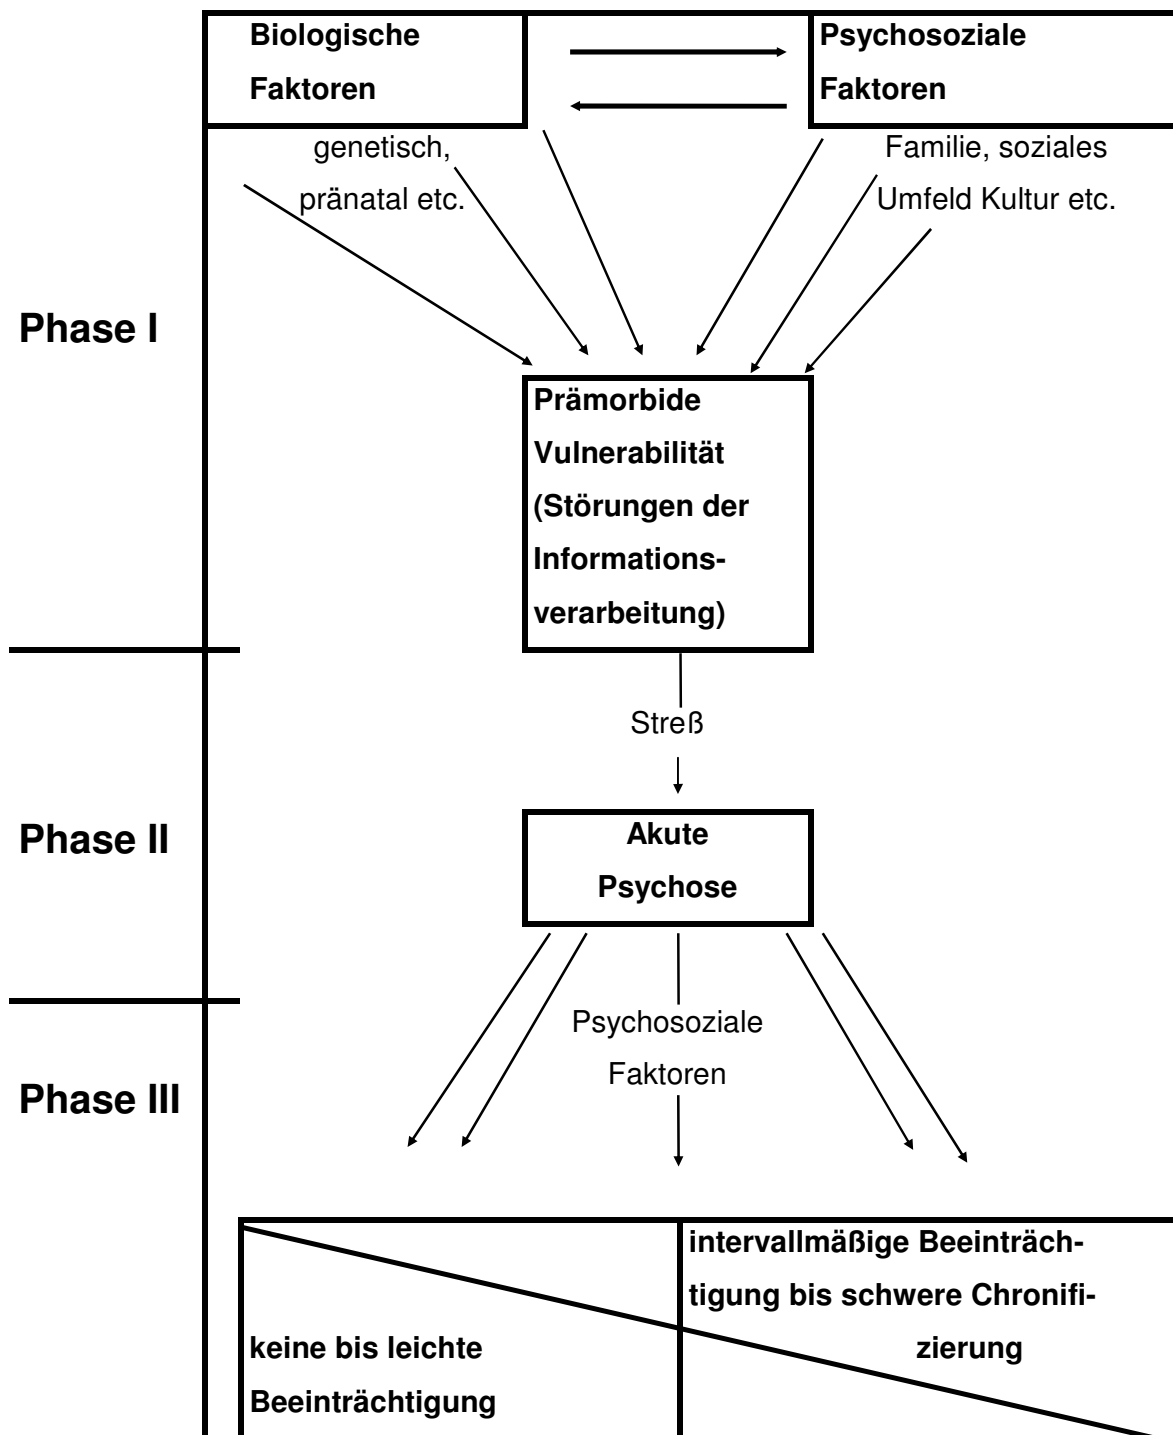 Biologische
Faktoren
Psychosoziale
Faktoren
genetisch,
pränatal etc.
Familie, soziales
Umfeld Kultur etc.
Phase I
Prämorbide
Vulnerabilität
(Störungen der
Informations-
verarbeitung)
Streß
Phase II
Akute
Psychose
Psychosoziale
Faktoren
Phase III
keine bis leichte
Beeinträchtigung
intervallmäßige Beeinträch-
tigung bis schwere Chronifi-
zierung